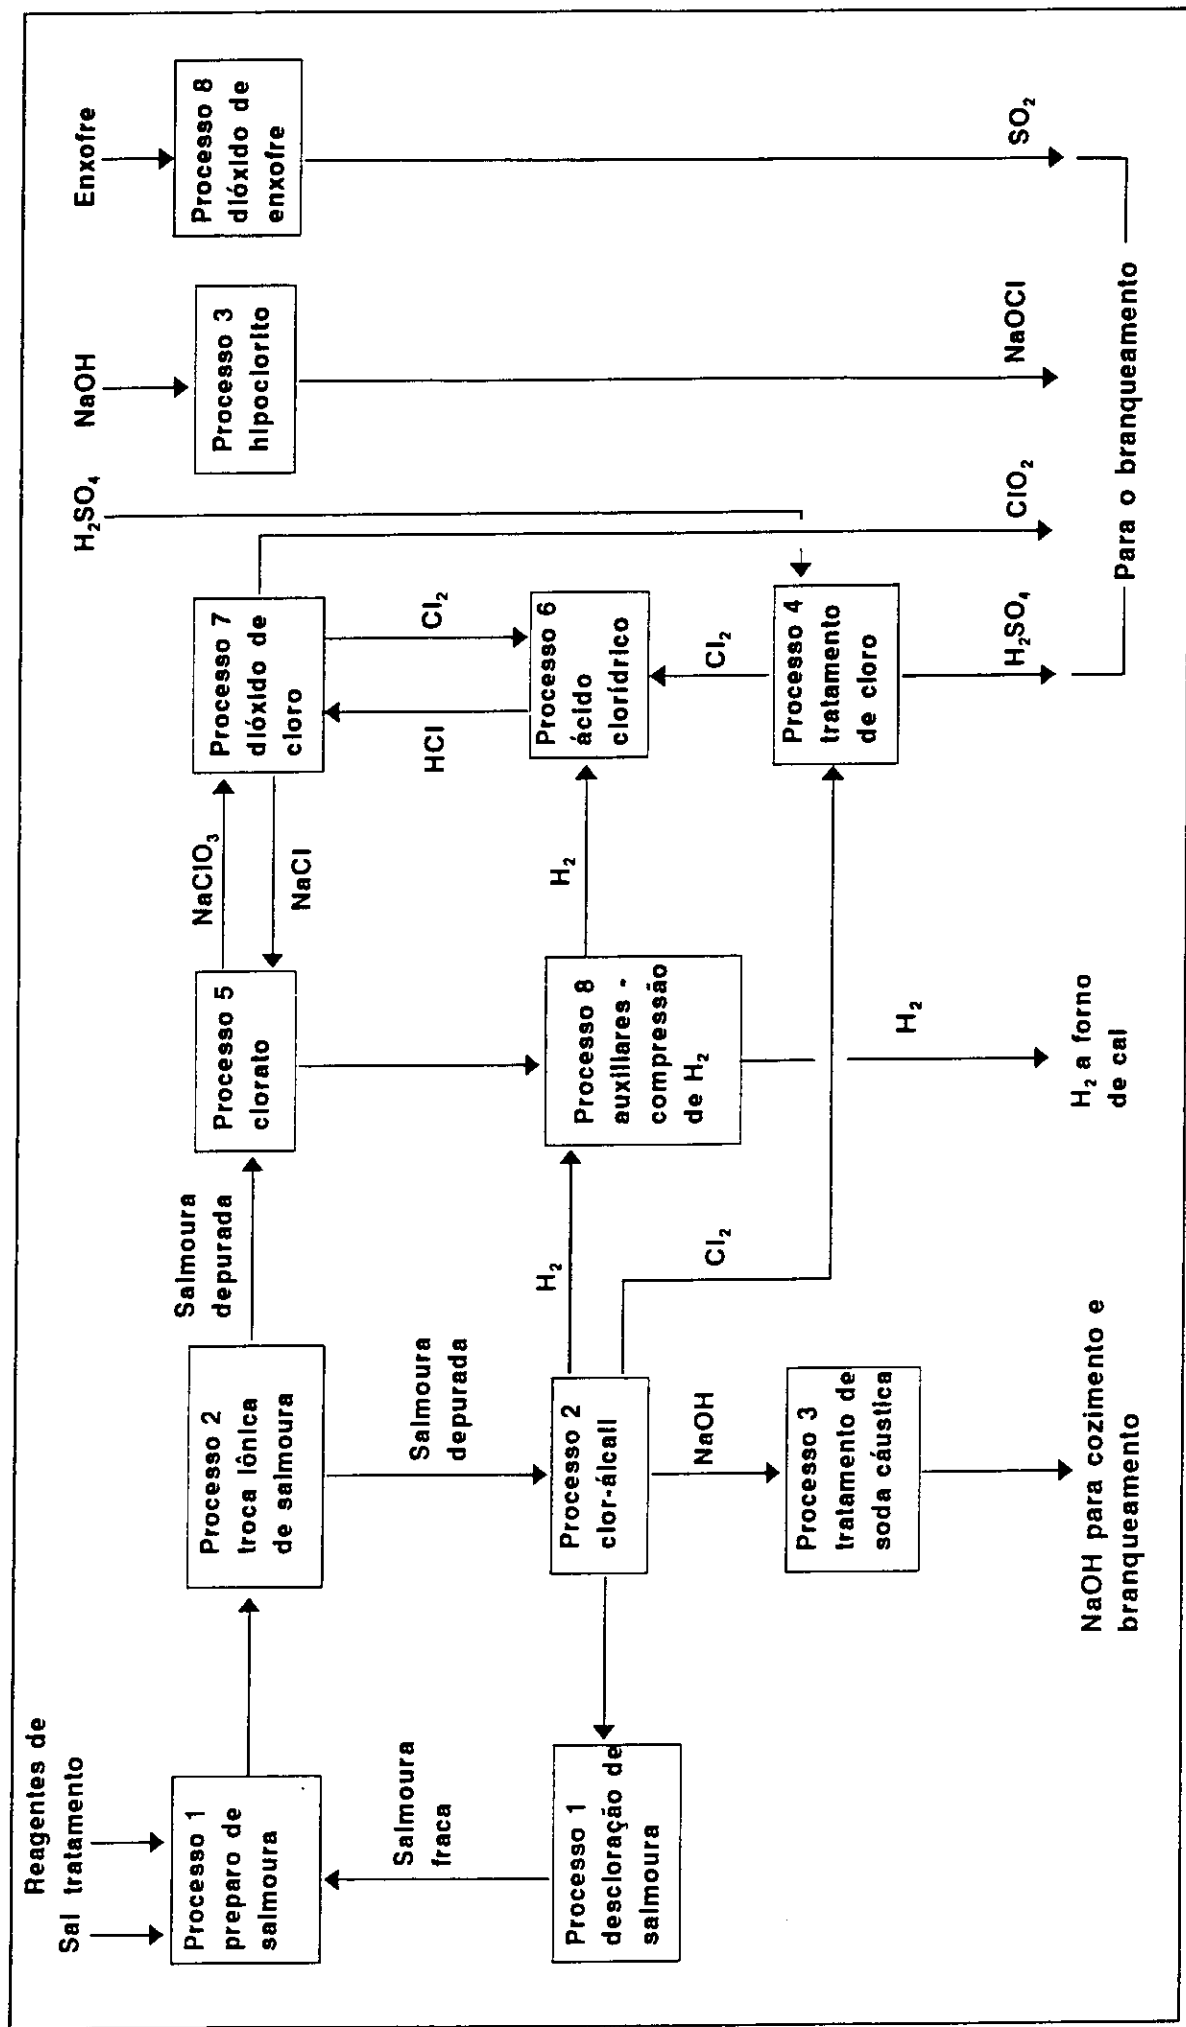 Reagentes de
Sal tratamento
Processo 1
preparo de
salmoura
Salmoura
fraca
Processo 1
descloração de
salmoura
Processo 2
troca iônica
de salmoura
Salmoura
depurada
Salmoura
depurada
Processo 2
clor-álcali
NaOH
Processo 3
tratamento de
soda cáustica
NaOH para cozimento e
branqueamento
H₂
Cl₂
Processo 5
clorato
NaClO₃
NaCl
Processo 8
auxiliares -
compressão
de H₂
H₂
H₂
H₂ a forno
de cal
Processo 7
dióxido de
cloro
HCl
Cl₂
Processo 6
ácido
clorídrico
Cl₂
Processo 4
tratamento
de cloro
H₂SO₄
H₂SO₄
ClO₂
NaOH
Processo 3
hipoclorito
NaOCl
Enxofre
Processo 8
dióxido de
enxofre
SO₂
Para o branqueamento